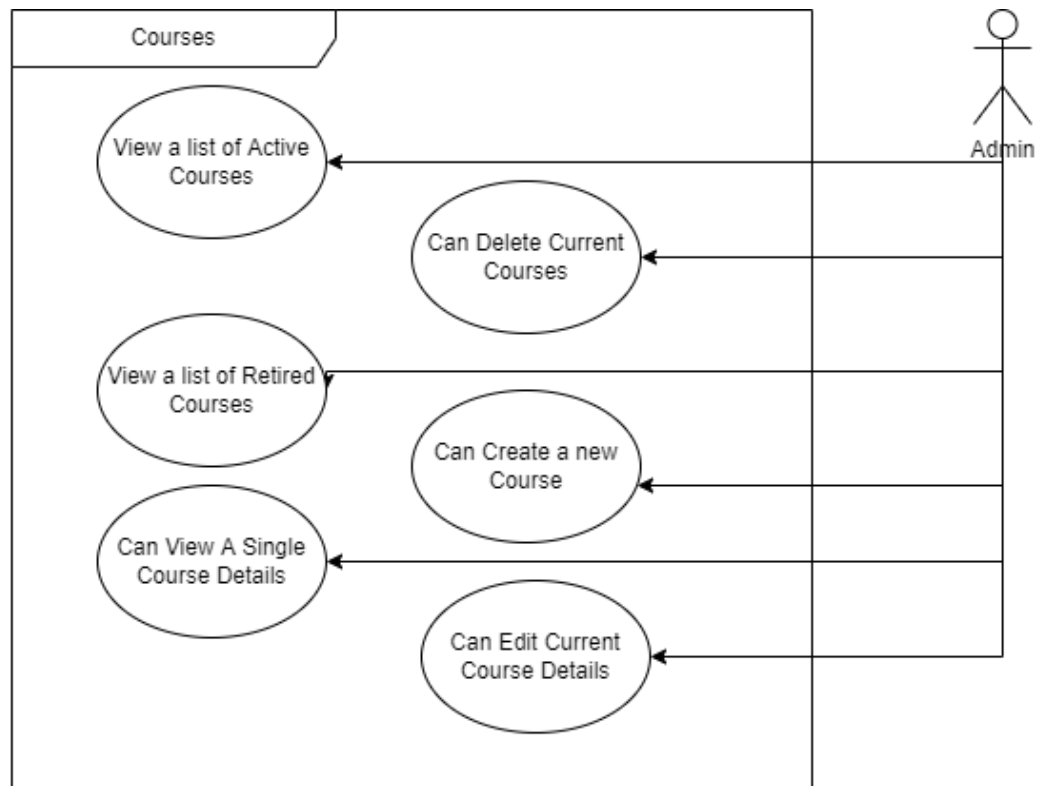 Courses
Admin
View a list of Active
Courses
Can Delete Current
Courses
View a list of Retired
Courses
Can Create a new
Course
Can View A Single
Course Details
Can Edit Current
Course Details